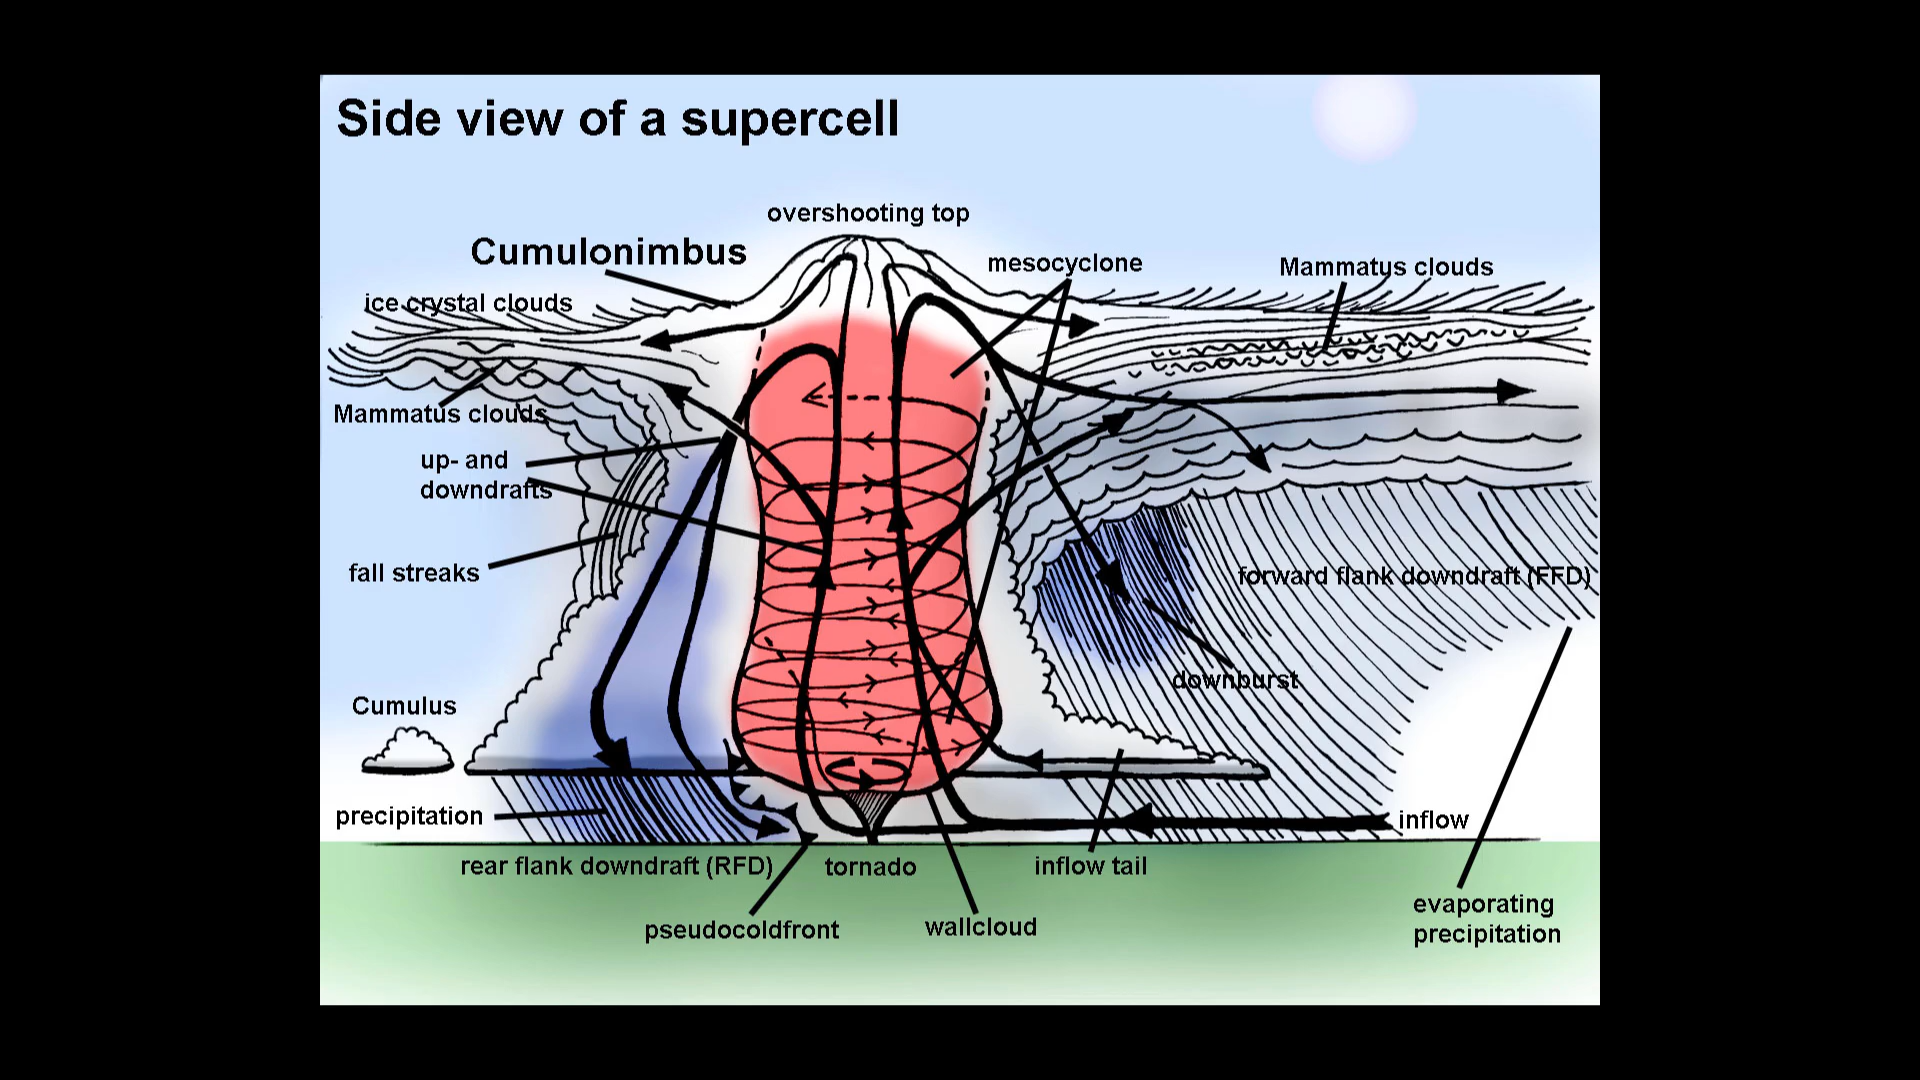 Side view of a supercell
overshooting top
Cumulonimbus
mesocyclone
Mammatus clouds
ice crystal clouds
Mammatus clouds
up- and
downdrafts
fall streaks
forward flank downdraft (FFD)
downburst
Cumulus
precipitation
inflow
rear flank downdraft (RFD)
tornado
inflow tail
pseudocoldfront
wallcloud
evaporating
precipitation